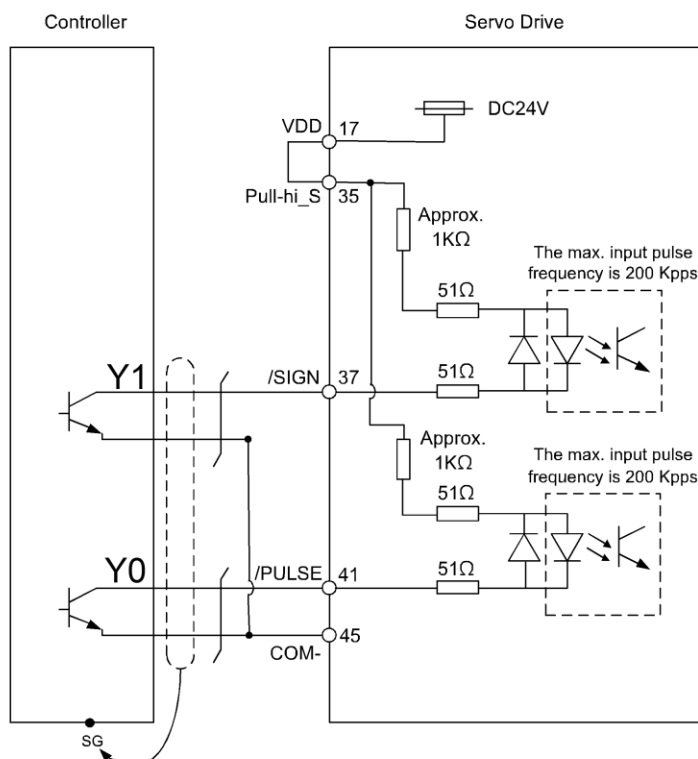 Controller
Servo Drive
DC24V
VDD
17
Pull-hi_S
35
Approx.
1KΩ
The max. input pulse
frequency is 200 Kpps
51Ω
Y1
/SIGN
37
51Ω
Approx.
1KΩ
The max. input pulse
frequency is 200 Kpps
51Ω
Y0
/PULSE
41
51Ω
45
COM-
SG